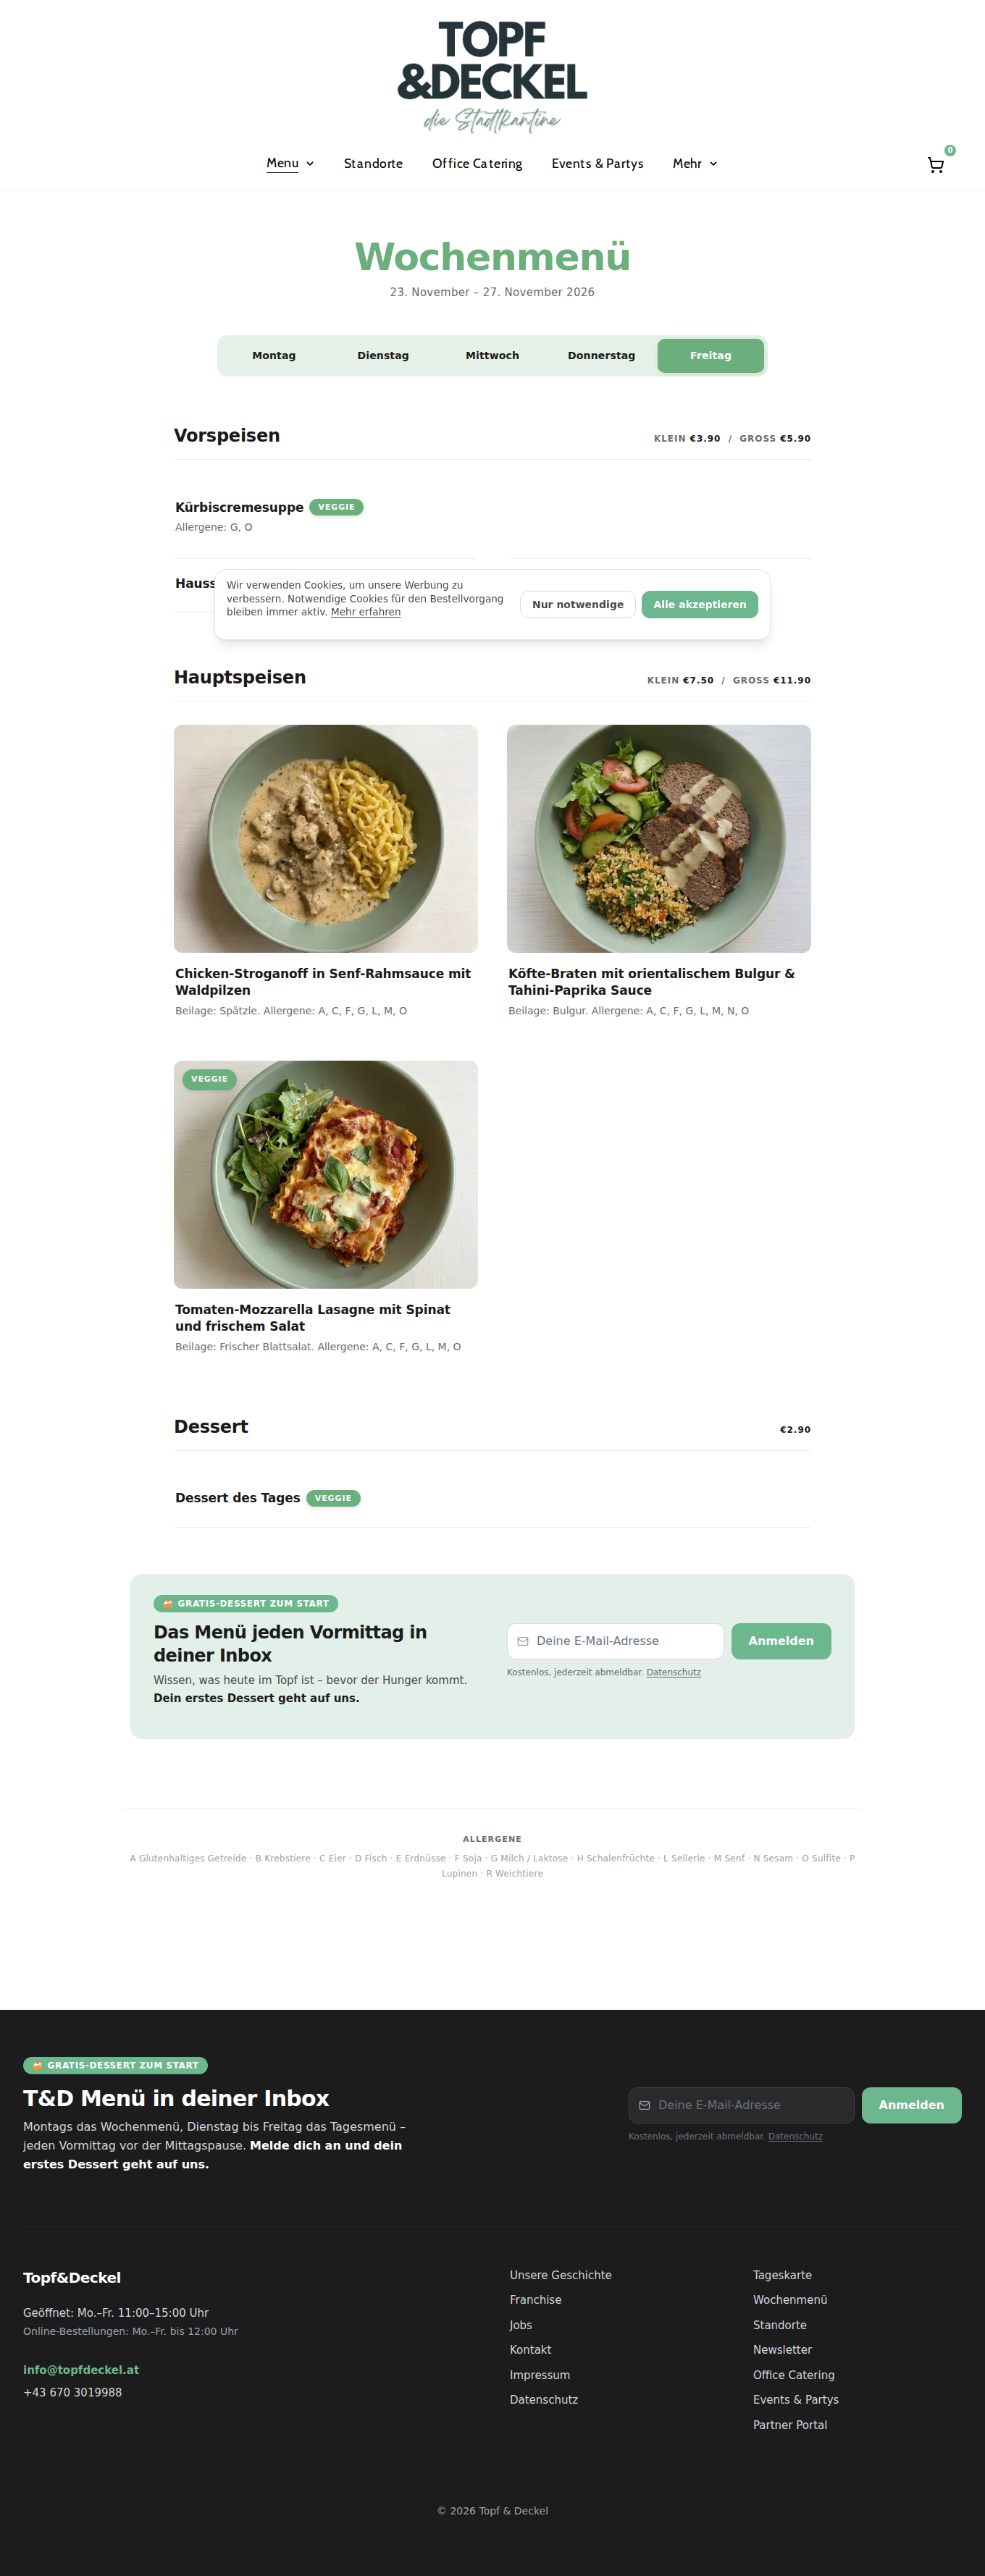 TOPF
&DECKEL
die Stadtkantine
Menu
Standorte
Office Catering
Events & Partys
Mehr
0
Wochenmenü
23. November – 27. November 2026
Montag
Dienstag
Mittwoch
Donnerstag
Freitag
Vorspeisen
KLEIN €3.90 / GROSS €5.90
Kürbiscremesuppe VEGGIE
Allergene: G, O
Wir verwenden Cookies, um unsere Werbung zu
verbessern. Notwendige Cookies für den Bestellvorgang
bleiben immer aktiv. Mehr erfahren
Nur notwendige
Alle akzeptieren
Hauptspeisen
KLEIN €7.50 / GROSS €11.90
Chicken-Stroganoff in Senf-Rahmsauce mit
Waldpilzen
Beilage: Spätzle. Allergene: A, C, F, G, L, M, O
Köfte-Braten mit orientalischem Bulgur &
Tahini-Paprika Sauce
Beilage: Bulgur. Allergene: A, C, F, G, L, M, N, O
VEGGIE
Tomaten-Mozzarella Lasagne mit Spinat
und frischem Salat
Beilage: Frischer Blattsalat. Allergene: A, C, F, G, L, M, O
Dessert
€2.90
Dessert des Tages VEGGIE
🍰 GRATIS-DESSERT ZUM START
Das Menü jeden Vormittag in
deiner Inbox
Wissen, was heute im Topf ist – bevor der Hunger kommt.
Dein erstes Dessert geht auf uns.
Deine E-Mail-Adresse
Anmelden
Kostenlos, jederzeit abmeldbar. Datenschutz
ALLERGENE
A Glutenhaltiges Getreide · B Krebstiere · C Eier · D Fisch · E Erdnüsse · F Soja · G Milch / Laktose · H Schalenfrüchte · L Sellerie · M Senf · N Sesam · O Sulfite · P
Lupinen · R Weichtiere
🍰 GRATIS-DESSERT ZUM START
T&D Menü in deiner Inbox
Montags das Wochenmenü, Dienstag bis Freitag das Tagesmenü –
jeden Vormittag vor der Mittagspause. Melde dich an und dein
erstes Dessert geht auf uns.
Deine E-Mail-Adresse
Anmelden
Kostenlos, jederzeit abmeldbar. Datenschutz
Topf&Deckel
Geöffnet: Mo.–Fr. 11:00–15:00 Uhr
Online-Bestellungen: Mo.–Fr. bis 12:00 Uhr
info@topfdeckel.at
+43 670 3019988
Unsere Geschichte
Franchise
Jobs
Kontakt
Impressum
Datenschutz
Tageskarte
Wochenmenü
Standorte
Newsletter
Office Catering
Events & Partys
Partner Portal
© 2026 Topf & Deckel